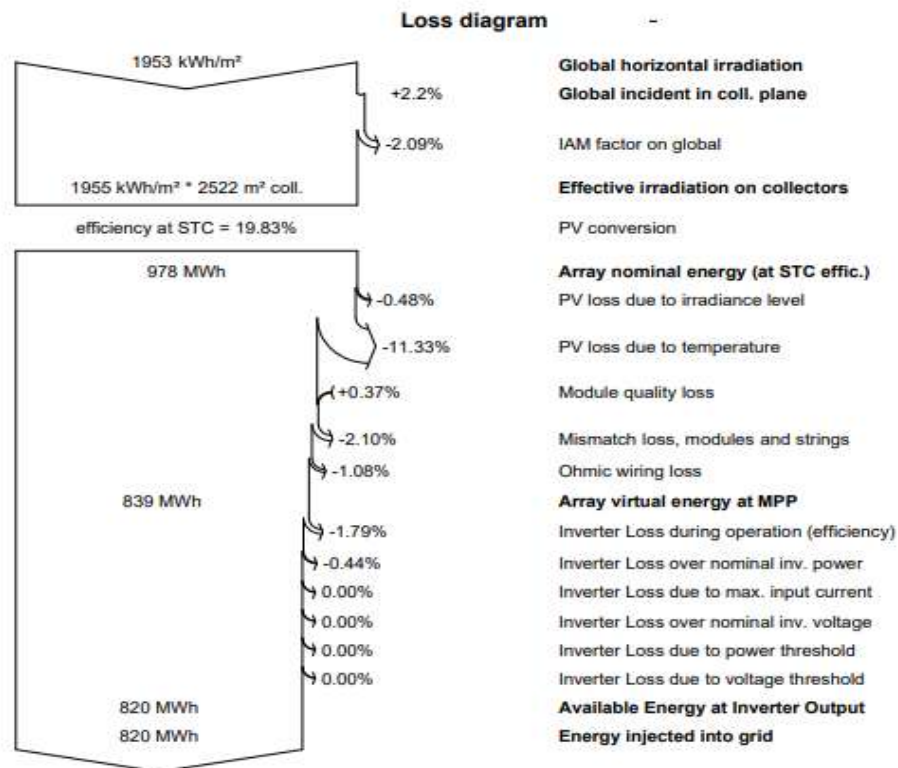 Loss diagram -
1953 kWh/m² Global horizontal irradiation
+2.2% Global incident in coll. plane
-2.09% IAM factor on global
1955 kWh/m² * 2522 m² coll. Effective irradiation on collectors
efficiency at STC = 19.83% PV conversion
978 MWh Array nominal energy (at STC effic.)
-0.48% PV loss due to irradiance level
-11.33% PV loss due to temperature
+0.37% Module quality loss
-2.10% Mismatch loss, modules and strings
-1.08% Ohmic wiring loss
839 MWh Array virtual energy at MPP
-1.79% Inverter Loss during operation (efficiency)
-0.44% Inverter Loss over nominal inv. power
0.00% Inverter Loss due to max. input current
0.00% Inverter Loss over nominal inv. voltage
0.00% Inverter Loss due to power threshold
0.00% Inverter Loss due to voltage threshold
820 MWh Available Energy at Inverter Output
820 MWh Energy injected into grid